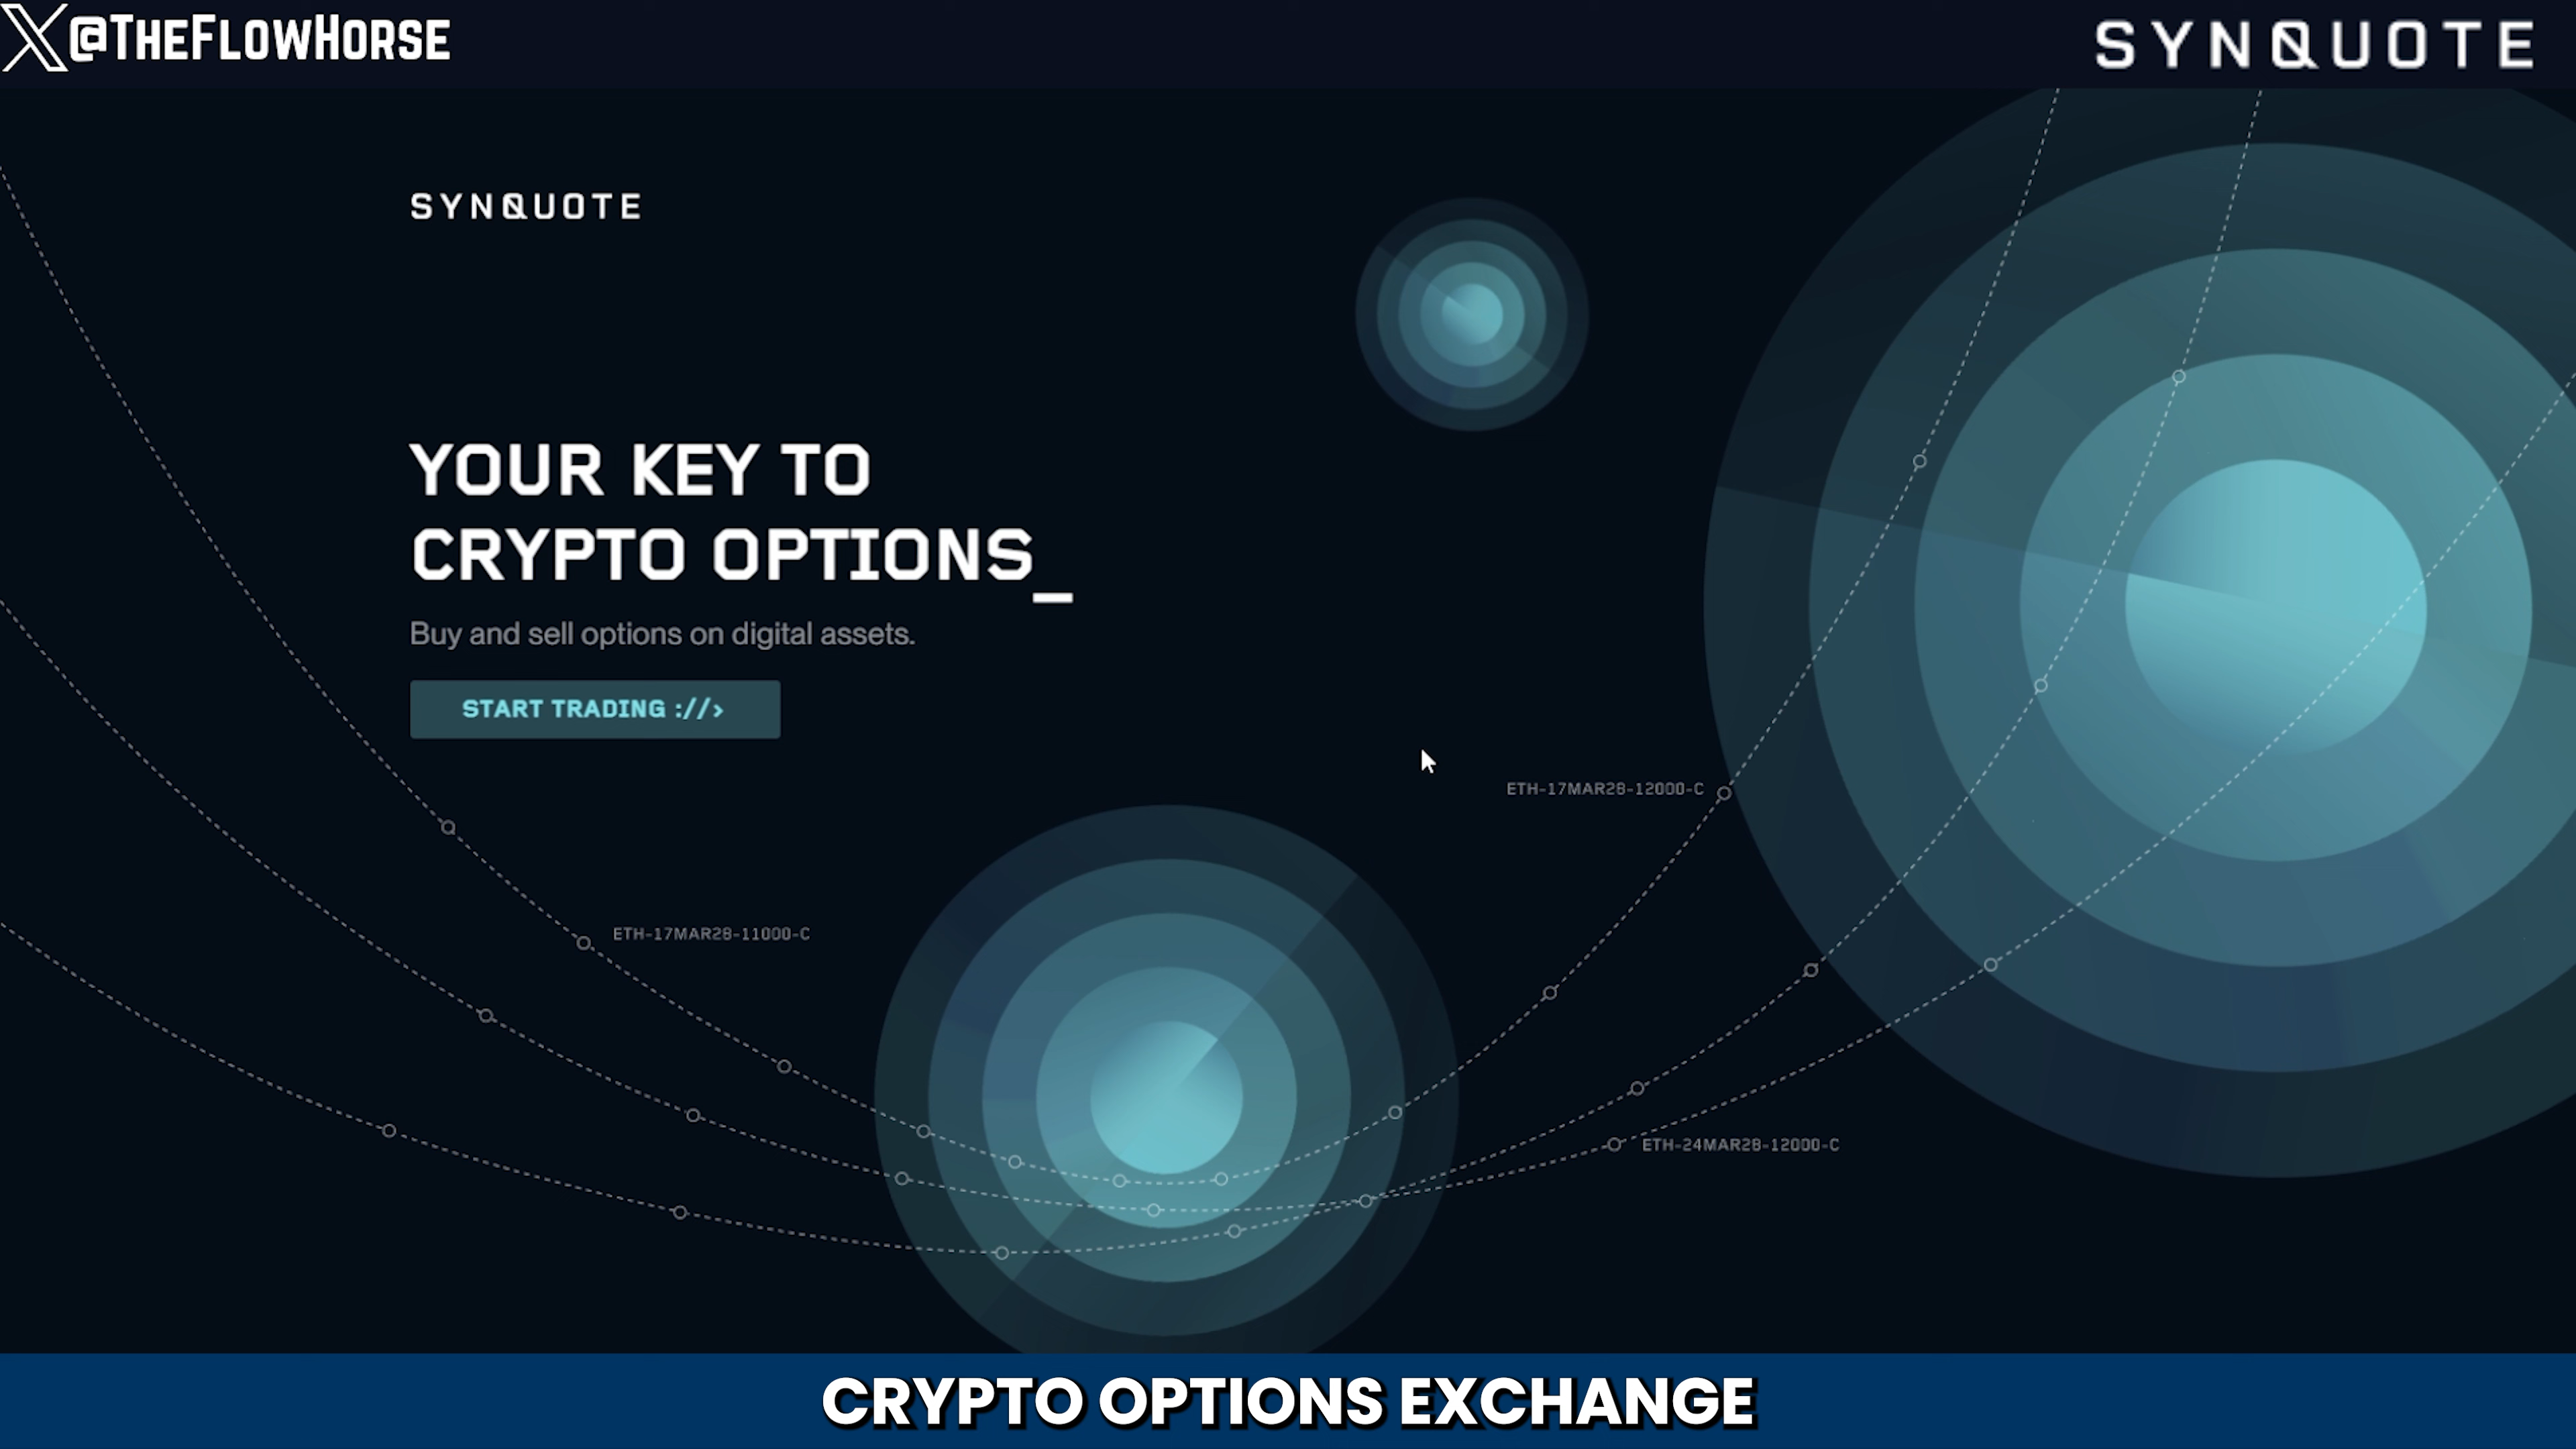 @THEFLOWHORSE
SYNQUOTE
SYNQUOTE
YOUR KEY TO
CRYPTO OPTIONS_
Buy and sell options on digital assets.
START TRADING ://>
ETH-17MAR28-12000-C
ETH-17MAR28-11000-C
ETH-24MAR28-12000-C
CRYPTO OPTIONS EXCHANGE